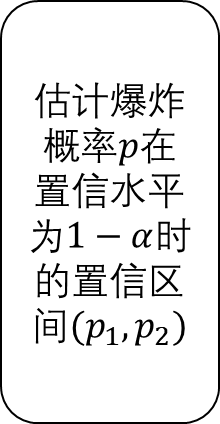 估计爆炸
概率p在
置信水平
为1 − α时
的置信区
间(p₁,p₂)